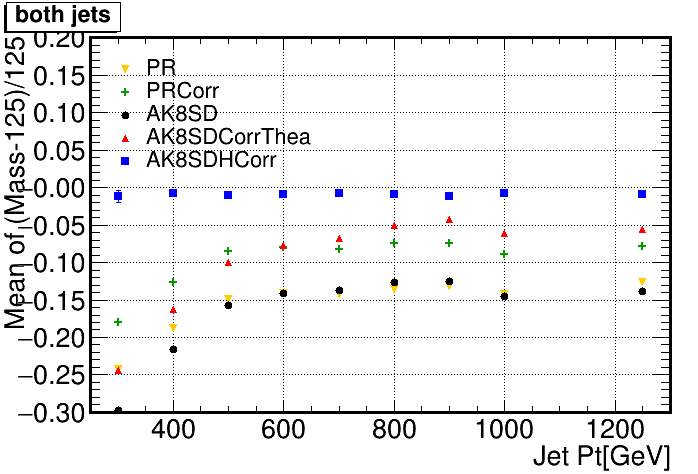 both jets
Mean of (Mass-125)/125
0.20
0.15
0.10
0.05
−0.00
−0.05
−0.10
−0.15
−0.20
−0.25
−0.30
PR
PRCorr
AK8SD
AK8SDCorrThea
AK8SDHCorr
400 600 800 1000 1200
Jet Pt[GeV]